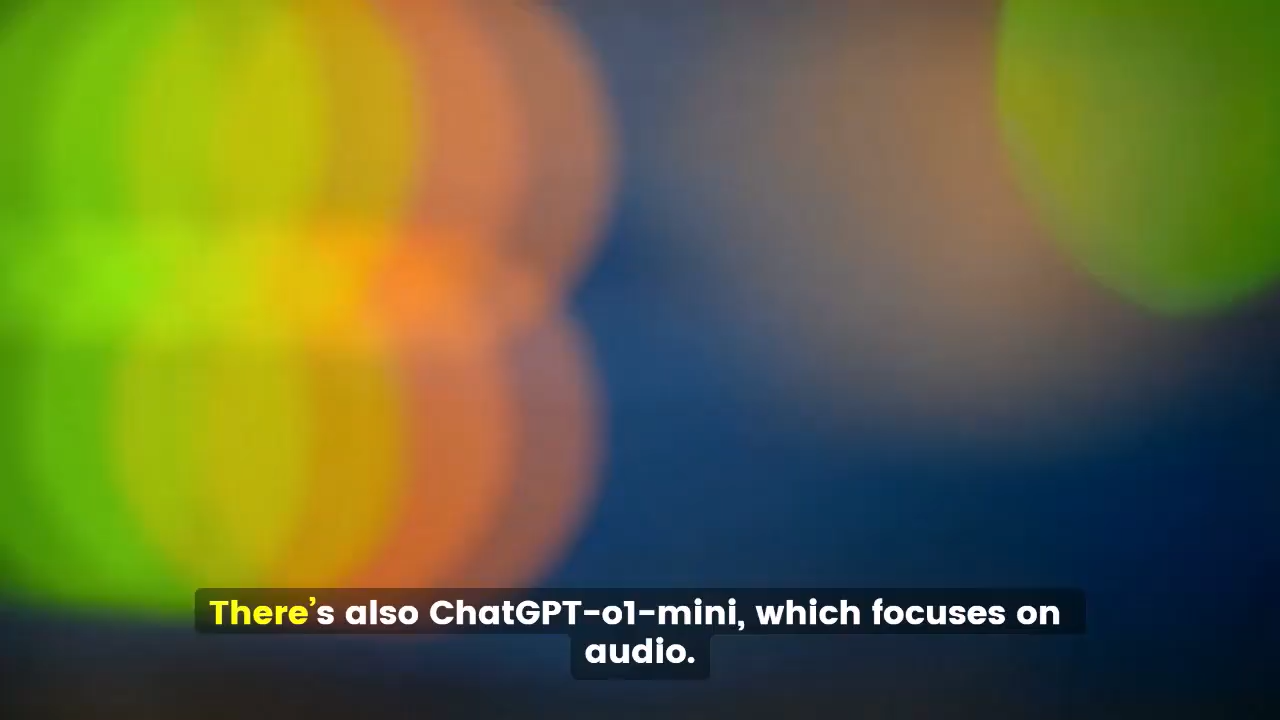 There’s also ChatGPT-o1-mini, which focuses on
audio.